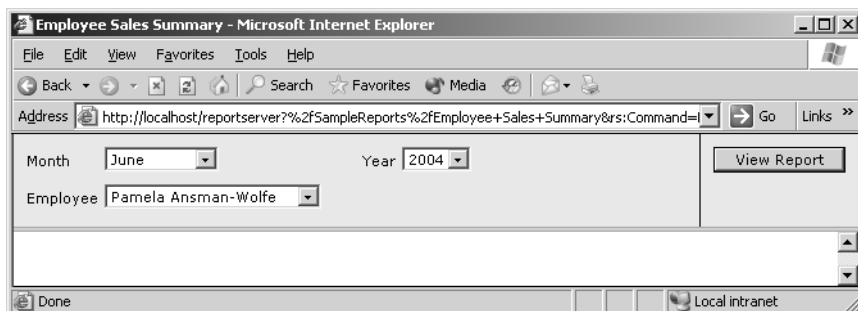 Employee Sales Summary - Microsoft Internet Explorer
File Edit View Favorites Tools Help
Back Search Favorites Media
Address http://localhost/reportserver?%2fSampleReports%2fEmployee+Sales+Summary&rs:Command= Go Links »
Month June Year 2004 View Report
Employee Pamela Ansman-Wolfe
Done Local intranet